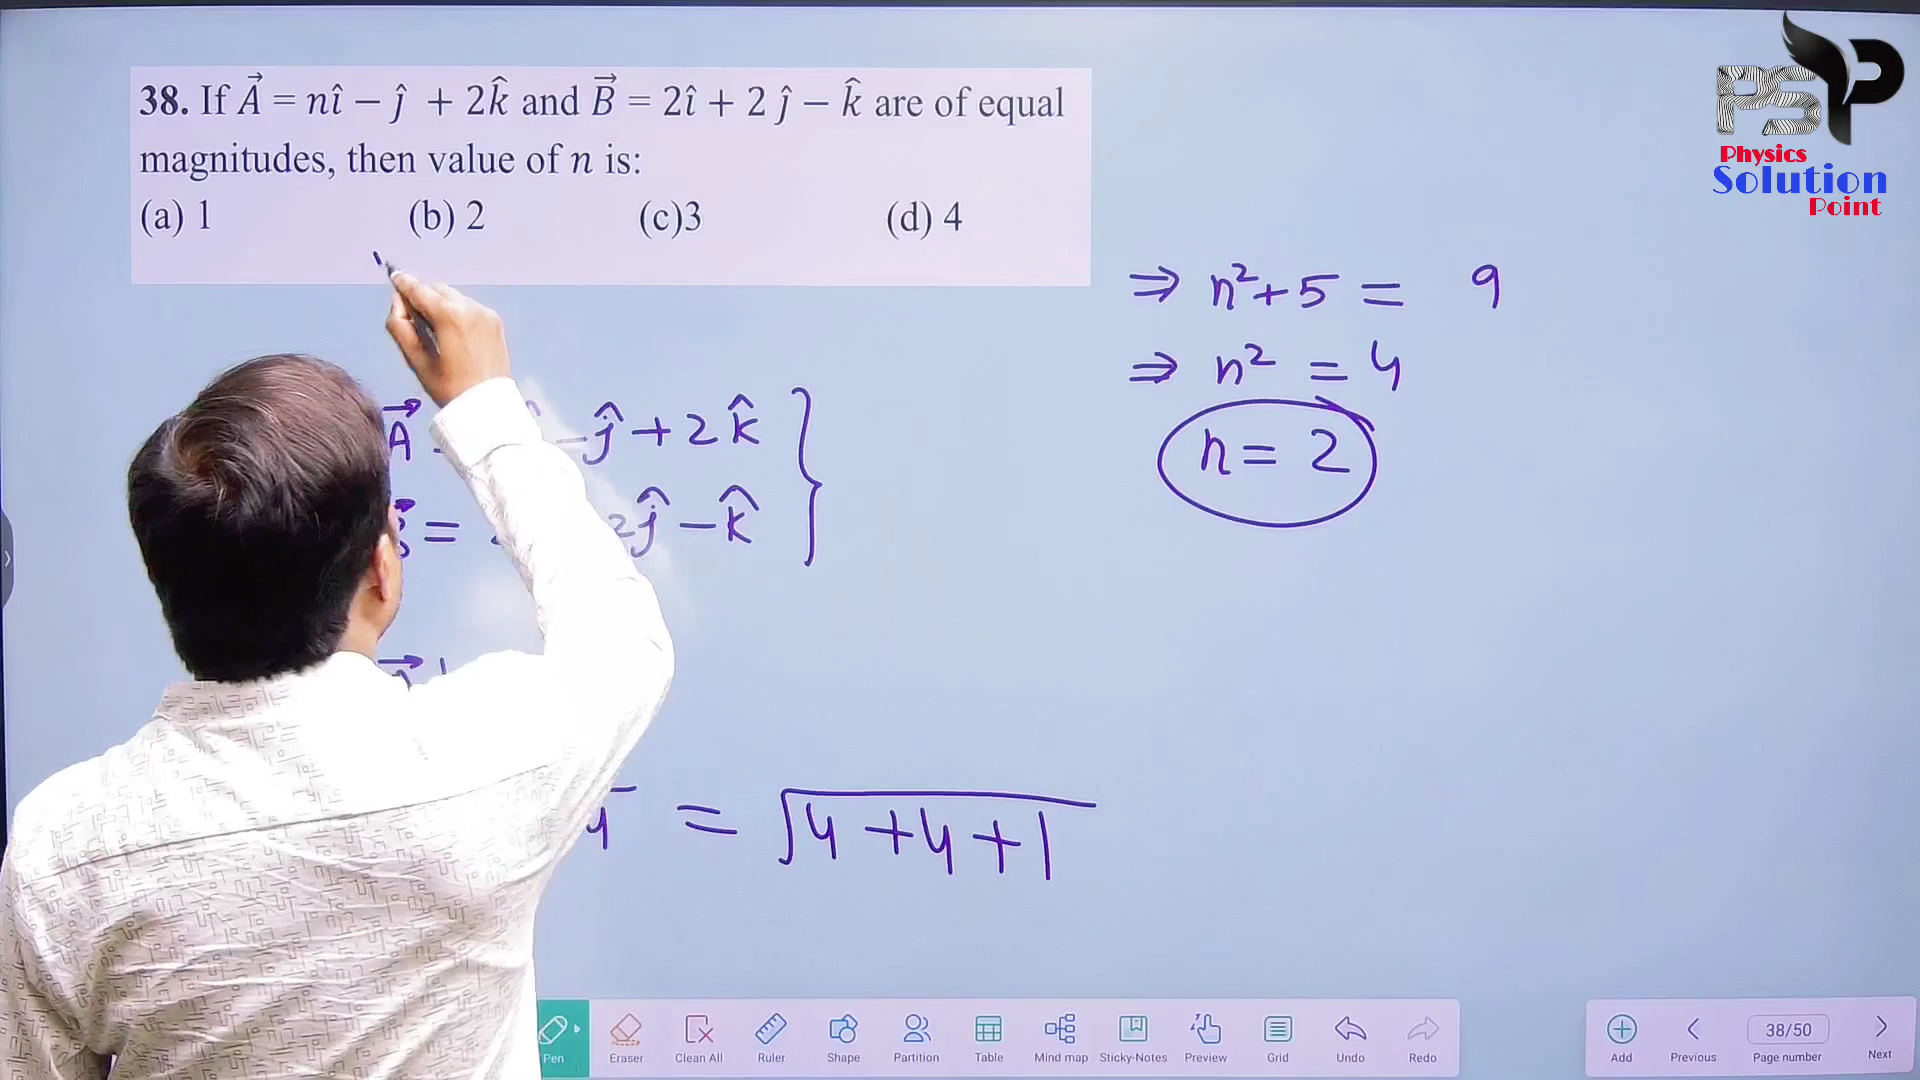 38. If A⃗ = nî − ĵ + 2k̂ and B⃗ = 2î + 2ĵ − k̂ are of equal
magnitudes, then value of n is:
(a) 1 (b) 2 (c)3 (d) 4
PSP
Physics
Solution
Point
⇒ n²+5 = 9
⇒ n² = 4
n = 2
A⃗ − ĵ + 2k̂
= 2ĵ − k̂
= √4 + 4 + 1
Pen Eraser Clean All Ruler Shape Partition Table Mind map Sticky-Notes Preview Grid Undo Redo
38/50
Add Previous Page number Next